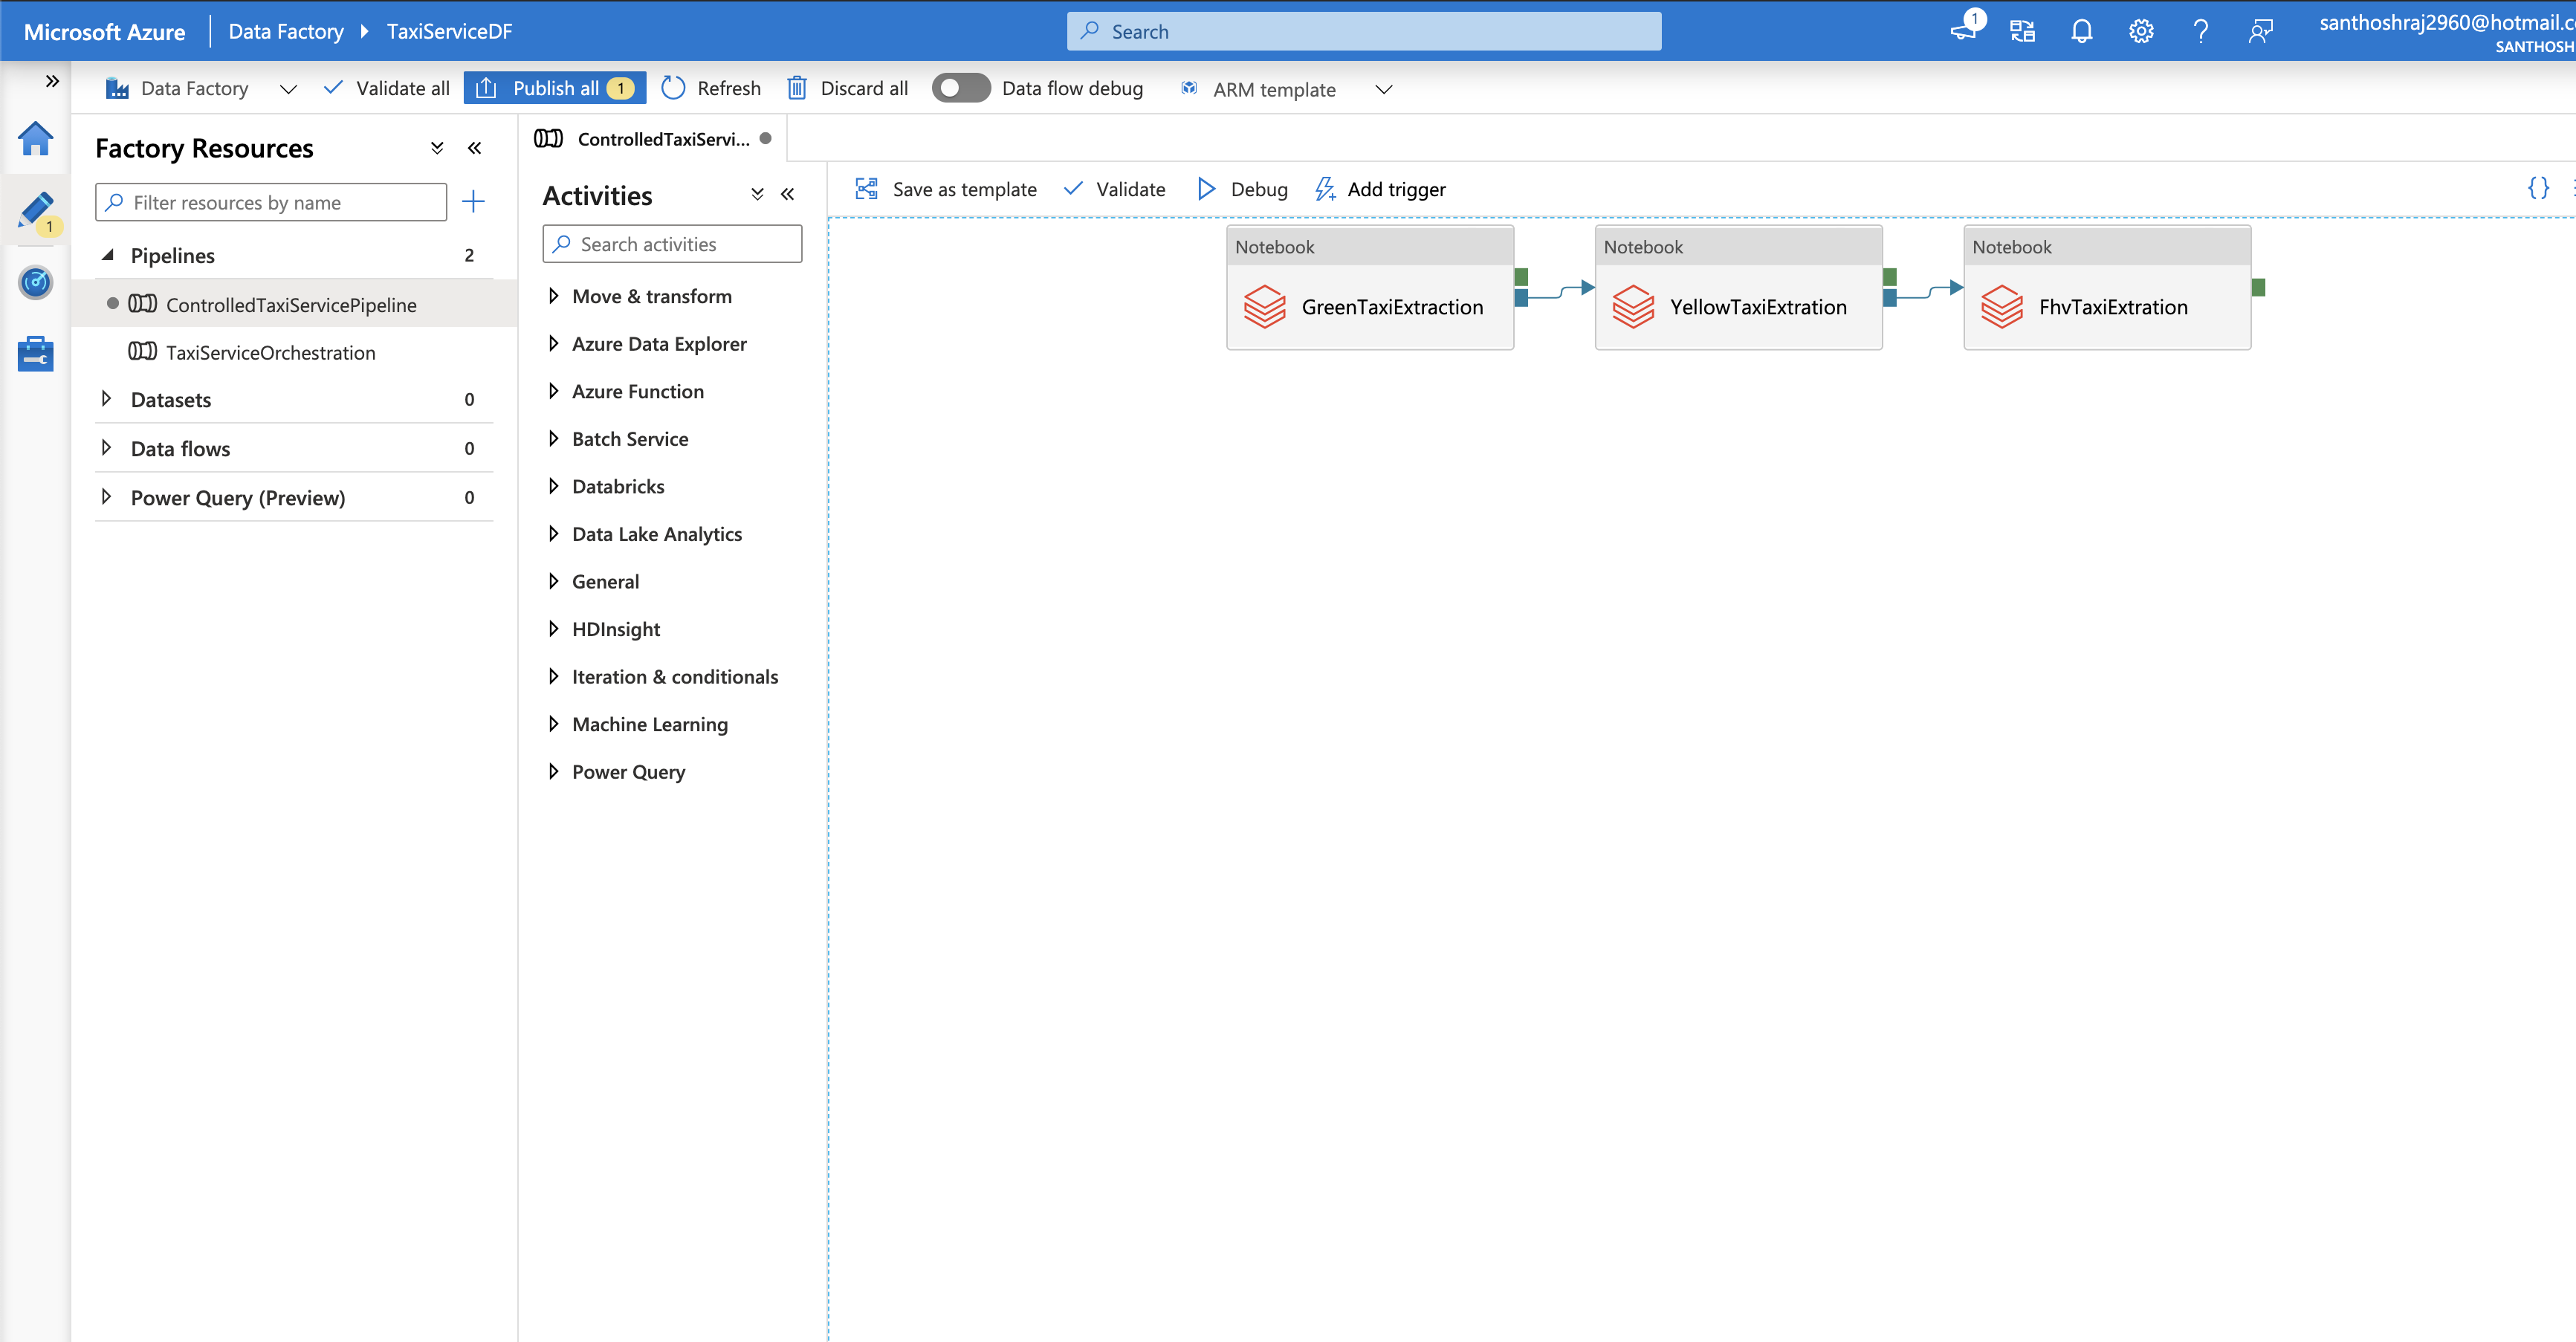 Microsoft Azure
Data Factory
TaxiServiceDF
Search
1
santhoshraj2960@hotmail.c
SANTHOSH
Data Factory
Validate all
Publish all 1
Refresh
Discard all
Data flow debug
ARM template
1
Factory Resources
Filter resources by name
Pipelines 2
ControlledTaxiServicePipeline
TaxiServiceOrchestration
Datasets 0
Data flows 0
Power Query (Preview) 0
ControlledTaxiServi...
Activities
Search activities
Move & transform
Azure Data Explorer
Azure Function
Batch Service
Databricks
Data Lake Analytics
General
HDInsight
Iteration & conditionals
Machine Learning
Power Query
Save as template
Validate
Debug
Add trigger
{}
Notebook
GreenTaxiExtraction
Notebook
YellowTaxiExtration
Notebook
FhvTaxiExtration